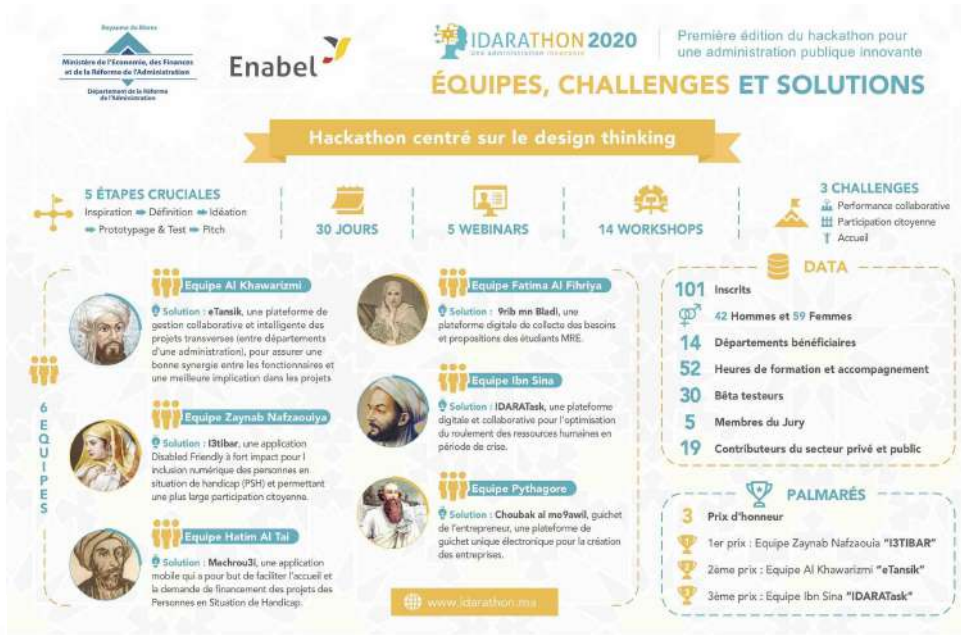 Royaume du Maroc
Ministère de l'Economie, des Finances
et de la Réforme de l'Administration
Département de la Réforme
de l'Administration
Enabel
IDARATHON 2020
une administration innovante
Première édition du hackathon pour
une administration publique innovante
ÉQUIPES, CHALLENGES ET SOLUTIONS
Hackathon centré sur le design thinking
5 ÉTAPES CRUCIALES
Inspiration ➡ Définition ➡ Idéation
➡ Prototypage & Test ➡ Pitch
30 JOURS
5 WEBINARS
14 WORKSHOPS
3 CHALLENGES
Performance collaborative
Participation citoyenne
Accueil
6 EQUIPES
Equipe Al Khawarizmi
Solution : eTansik, une plateforme de
gestion collaborative et intelligente des
projets transverses (entre départements
d'une administration), pour assurer une
bonne synergie entre les fonctionnaires et
une meilleure implication dans les projets
Equipe Zaynab Nafzaouiya
Solution : I3tibar, une application
Disabled Friendly à fort impact pour l
inclusion numérique des personnes en
situation de handicap (PSH) et permettant
une plus large participation citoyenne.
Equipe Hatim Al Tai
Solution : Machrou3i, une application
mobile qui a pour but de faciliter l'accueil et
la demande de financement des projets des
Personnes en Situation de Handicap.
Equipe Fatima Al Fihriya
Solution : 9rib mn Bladi, une
plateforme digitale de collecte des besoins
et propositions des étudiants MRE.
Equipe Ibn Sina
Solution : IDARATask, une plateforme
digitale et collaborative pour l'optimisation
du roulement des ressources humaines en
période de crise.
Equipe Pythagore
Solution : Choubak al mo9awil, guichet
de l'entrepreneur, une plateforme de
guichet unique électronique pour la création
des entreprises.
www.idarathon.ma
DATA
101 Inscrits
42 Hommes et 59 Femmes
14 Départements bénéficiaires
52 Heures de formation et accompagnement
30 Bêta testeurs
5 Membres du Jury
19 Contributeurs du secteur privé et public
PALMARÉS
3 Prix d'honneur
1er prix : Equipe Zaynab Nafzaouia "I3TIBAR"
2ème prix : Equipe Al Khawarizmi "eTansik"
3ème prix : Equipe Ibn Sina "IDARATask"